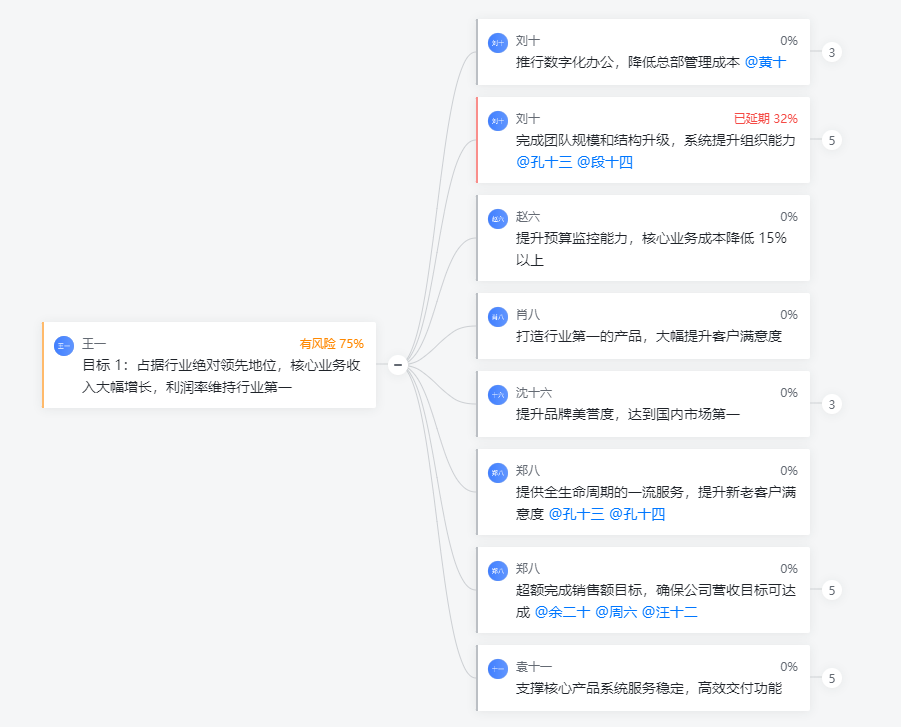 刘十
刘十
0%
推行数字化办公，降低总部管理成本 @黄十
3
刘十
刘十
已延期 32%
完成团队规模和结构升级，系统提升组织能力
@孔十三 @段十四
5
赵六
赵六
0%
提升预算监控能力，核心业务成本降低 15%
以上
肖八
肖八
0%
打造行业第一的产品，大幅提升客户满意度
王一
王一
有风险 75%
目标 1：占据行业绝对领先地位，核心业务收
入大幅增长，利润率维持行业第一
十六
沈十六
0%
提升品牌美誉度，达到国内市场第一
3
郑八
郑八
0%
提供全生命周期的一流服务，提升新老客户满
意度 @孔十三 @孔十四
郑八
郑八
0%
超额完成销售额目标，确保公司营收目标可达
成 @余二十 @周六 @汪十二
5
十一
袁十一
0%
支撑核心产品系统服务稳定，高效交付功能
5